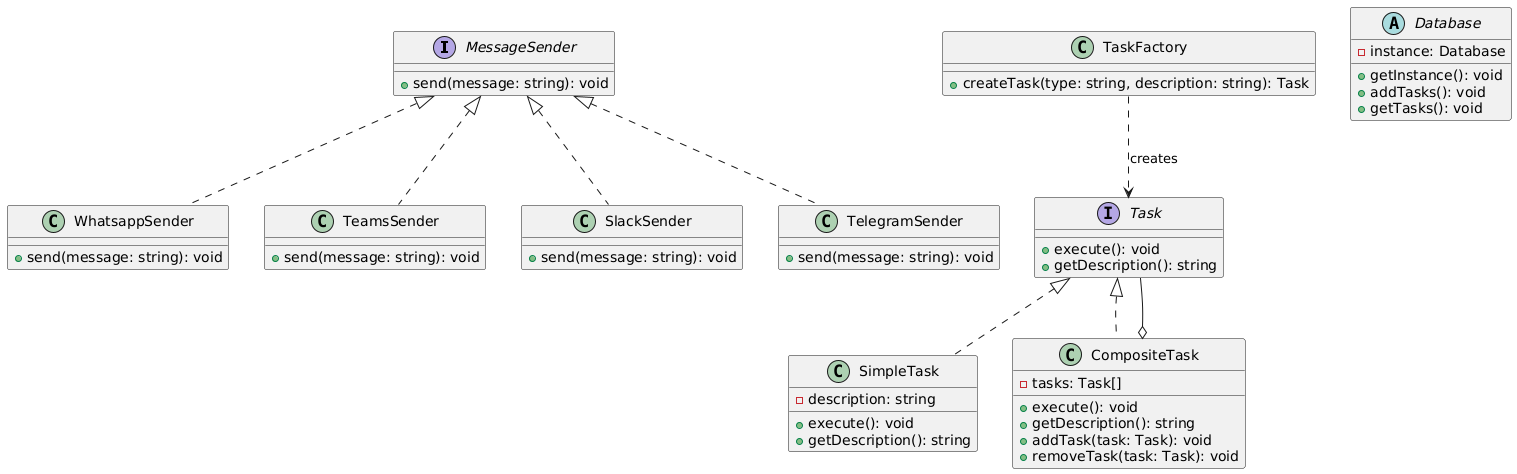 I MessageSender
send(message: string): void
C TaskFactory
createTask(type: string, description: string): Task
A Database
instance: Database
getInstance(): void
addTasks(): void
getTasks(): void
creates
C WhatsappSender
send(message: string): void
C TeamsSender
send(message: string): void
C SlackSender
send(message: string): void
C TelegramSender
send(message: string): void
I Task
execute(): void
getDescription(): string
C SimpleTask
description: string
execute(): void
getDescription(): string
C CompositeTask
tasks: Task[]
execute(): void
getDescription(): string
addTask(task: Task): void
removeTask(task: Task): void